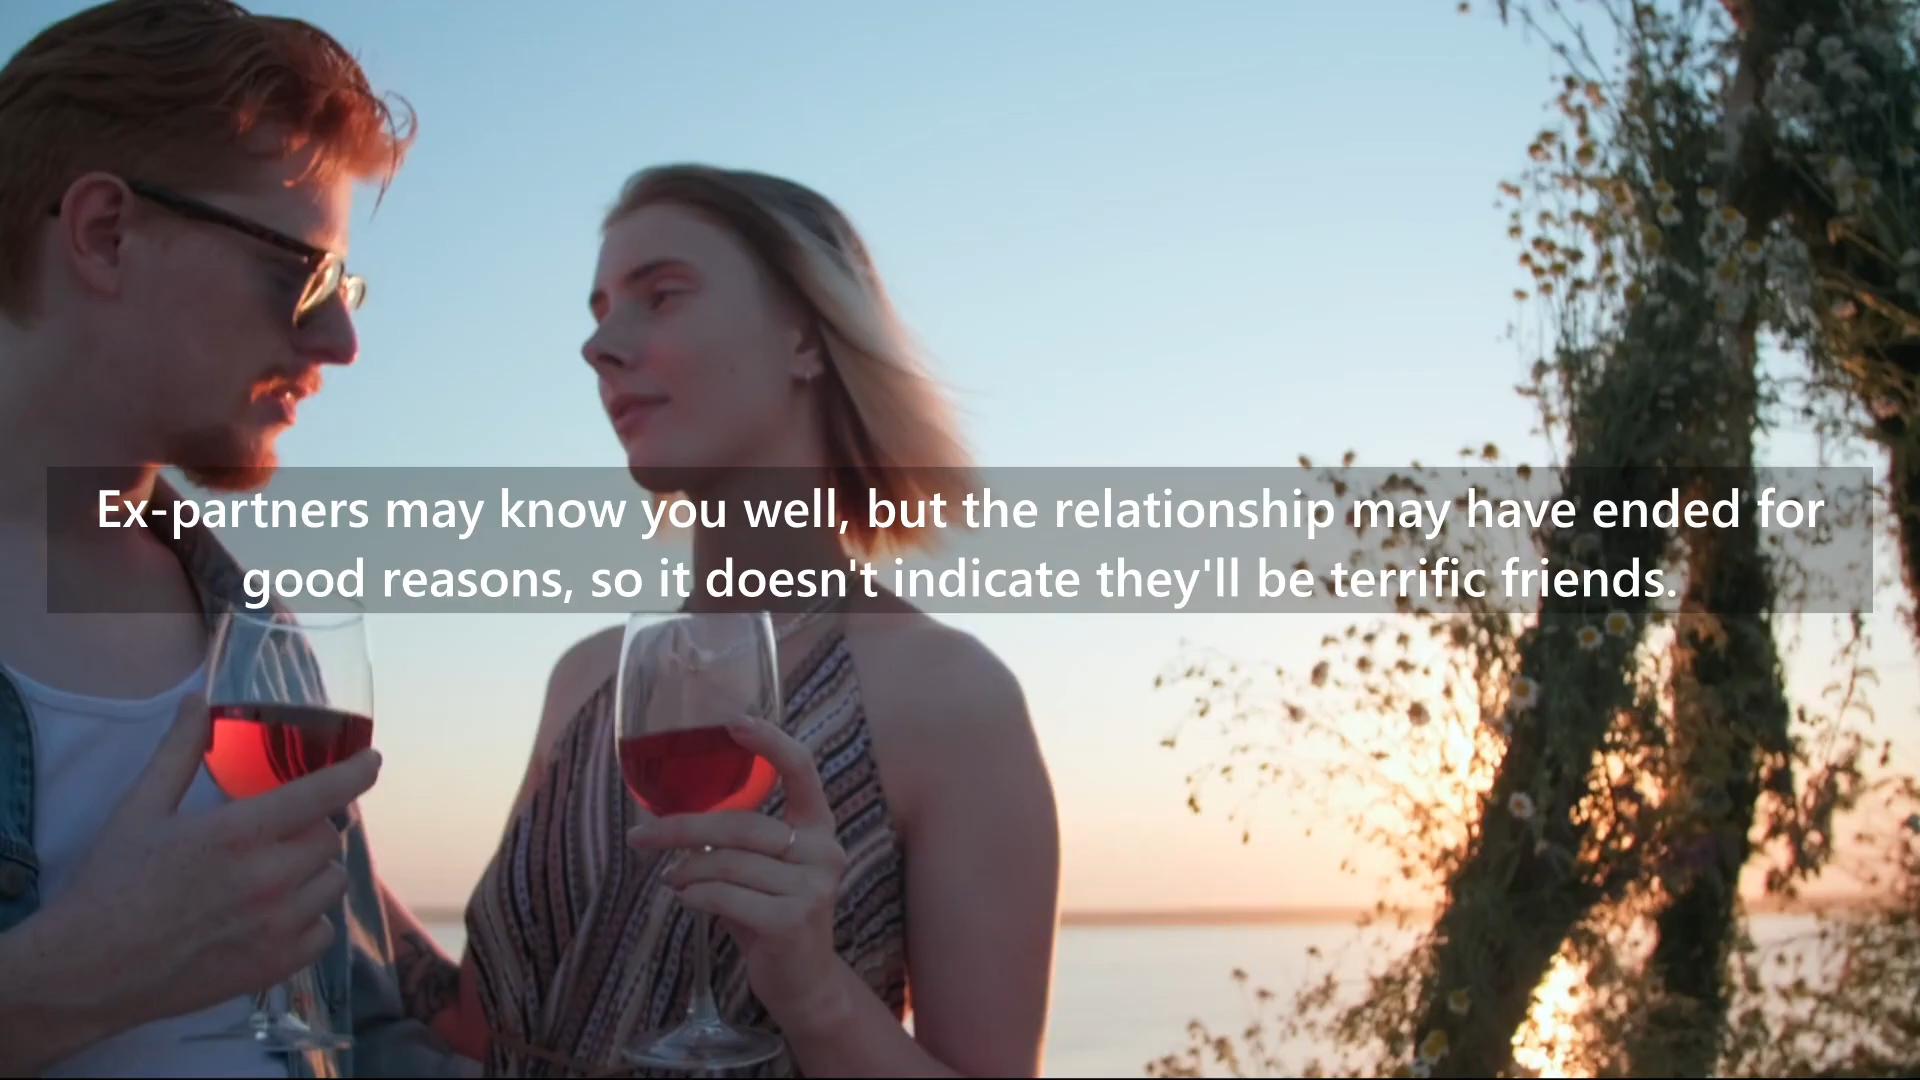 Ex-partners may know you well, but the relationship may have ended for
good reasons, so it doesn't indicate they'll be terrific friends.